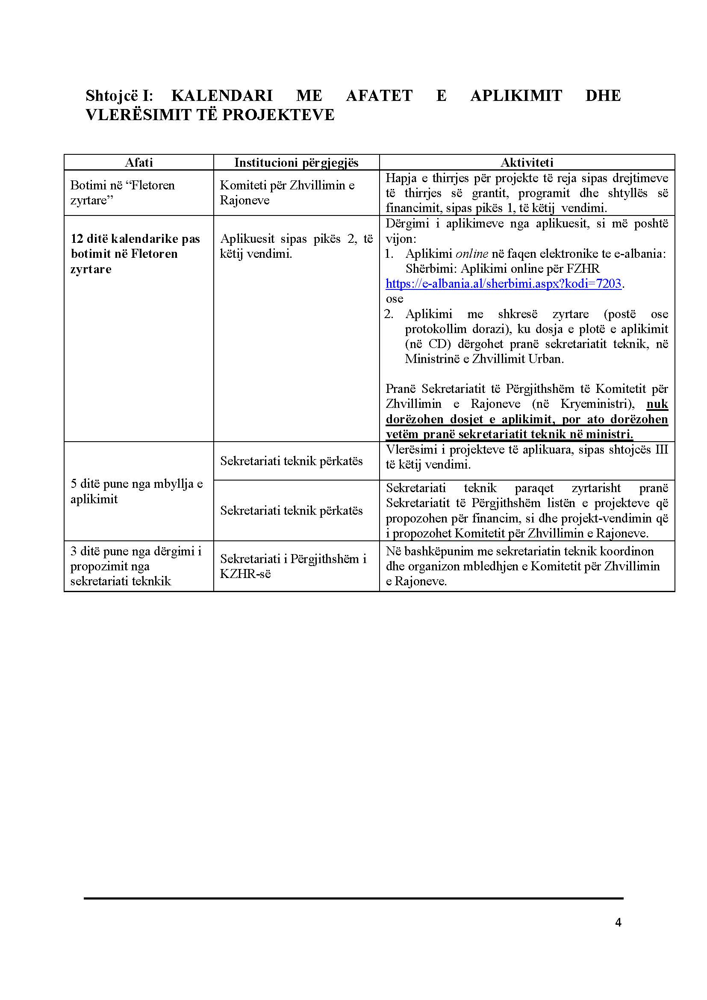 Shtojcë I: KALENDARI ME AFATET E APLIKIMIT DHE
VLERËSIMIT TË PROJEKTEVE
Afati
Institucioni përgjegjës
Aktiviteti
Botimi në “Fletoren
zyrtare”
Komiteti për Zhvillimin e
Rajoneve
Hapja e thirrjes për projekte të reja sipas drejtimeve
të thirrjes së grantit, programit dhe shtyllës së
financimit, sipas pikës 1, të këtij vendimi.
12 ditë kalendarike pas
botimit në Fletoren
zyrtare
Aplikuesit sipas pikës 2, të
këtij vendimi.
Dërgimi i aplikimeve nga aplikuesit, si më poshtë
vijon:
1. Aplikimi online në faqen elektronike te e-albania:
Shërbimi: Aplikimi online për FZHR
https://e-albania.al/sherbimi.aspx?kodi=7203.
ose
2. Aplikimi me shkresë zyrtare (postë ose
protokollim dorazi), ku dosja e plotë e aplikimit
(në CD) dërgohet pranë sekretariatit teknik, në
Ministrinë e Zhvillimit Urban.
Pranë Sekretariatit të Përgjithshëm të Komitetit për
Zhvillimin e Rajoneve (në Kryeministri), nuk
dorëzohen dosjet e aplikimit, por ato dorëzohen
vetëm pranë sekretariatit teknik në ministri.
5 ditë pune nga mbyllja e
aplikimit
Sekretariati teknik përkatës
Vlerësimi i projekteve të aplikuara, sipas shtojcës III
të këtij vendimi.
Sekretariati teknik përkatës
Sekretariati teknik paraqet zyrtarisht pranë
Sekretariatit të Përgjithshëm listën e projekteve që
propozohen për financim, si dhe projekt-vendimin që
i propozohet Komitetit për Zhvillimin e Rajoneve.
3 ditë pune nga dërgimi i
propozimit nga
sekretariati teknkik
Sekretariati i Përgjithshëm i
KZHR-së
Në bashkëpunim me sekretariatin teknik koordinon
dhe organizon mbledhjen e Komitetit për Zhvillimin
e Rajoneve.
4